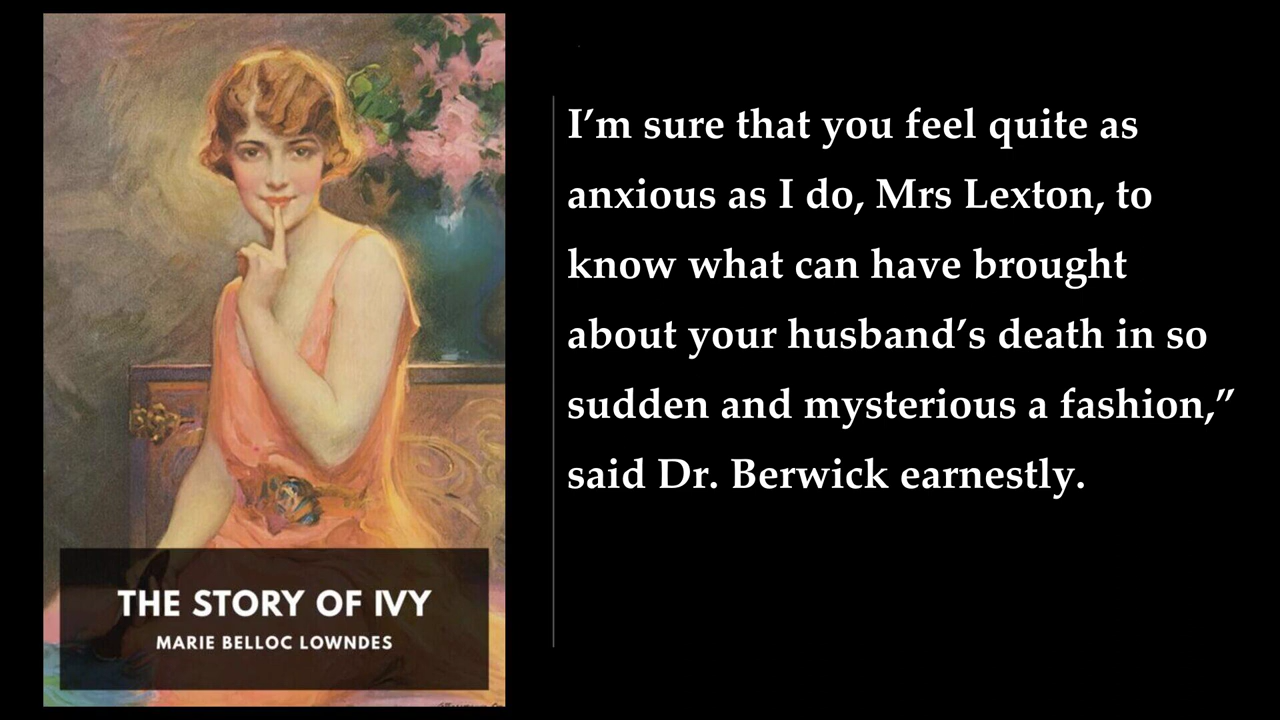 THE STORY OF IVY
MARIE BELLOC LOWNDES
I’m sure that you feel quite as
anxious as I do, Mrs Lexton, to
know what can have brought
about your husband’s death in so
sudden and mysterious a fashion,”
said Dr. Berwick earnestly.